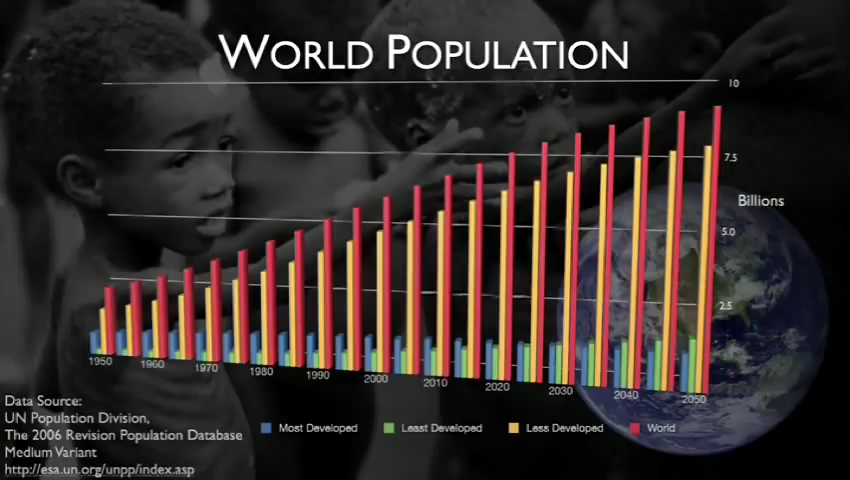 WORLD POPULATION
10
7.5
Billions
5.0
2.5
1950 1960 1970 1980 1990 2000 2010 2020 2030 2040 2050
Data Source:
UN Population Division,
The 2006 Revision Population Database
Medium Variant
http://esa.un.org/unpp/index.asp
Most Developed Least Developed Less Developed World